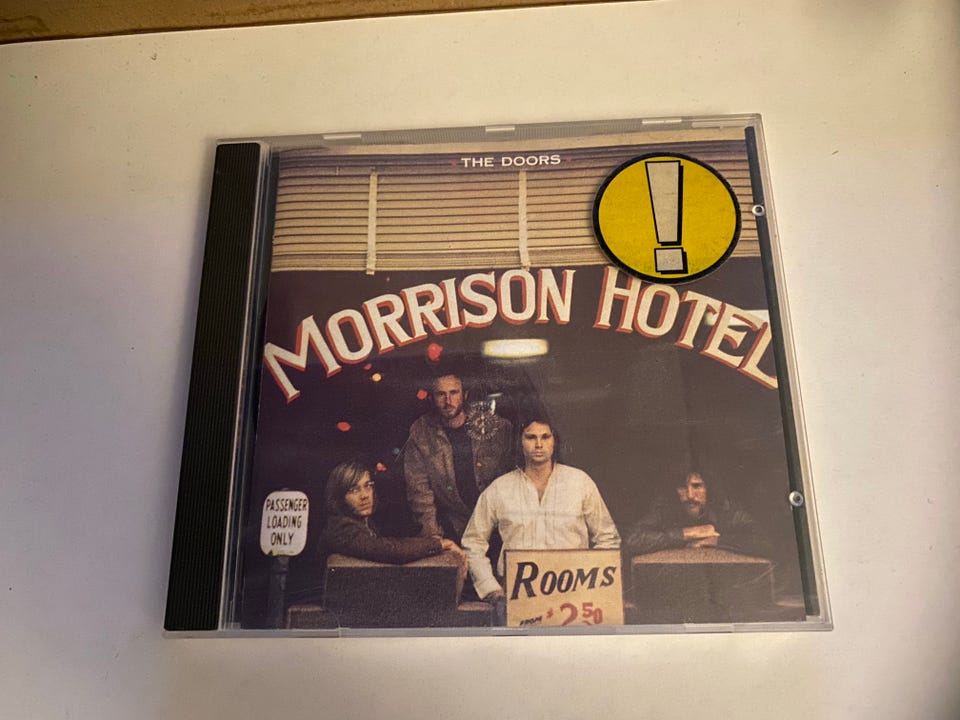 THE DOORS
!
MORRISON HOTEL
PASSENGER
LOADING
ONLY
ROOMS
FROM $2.50